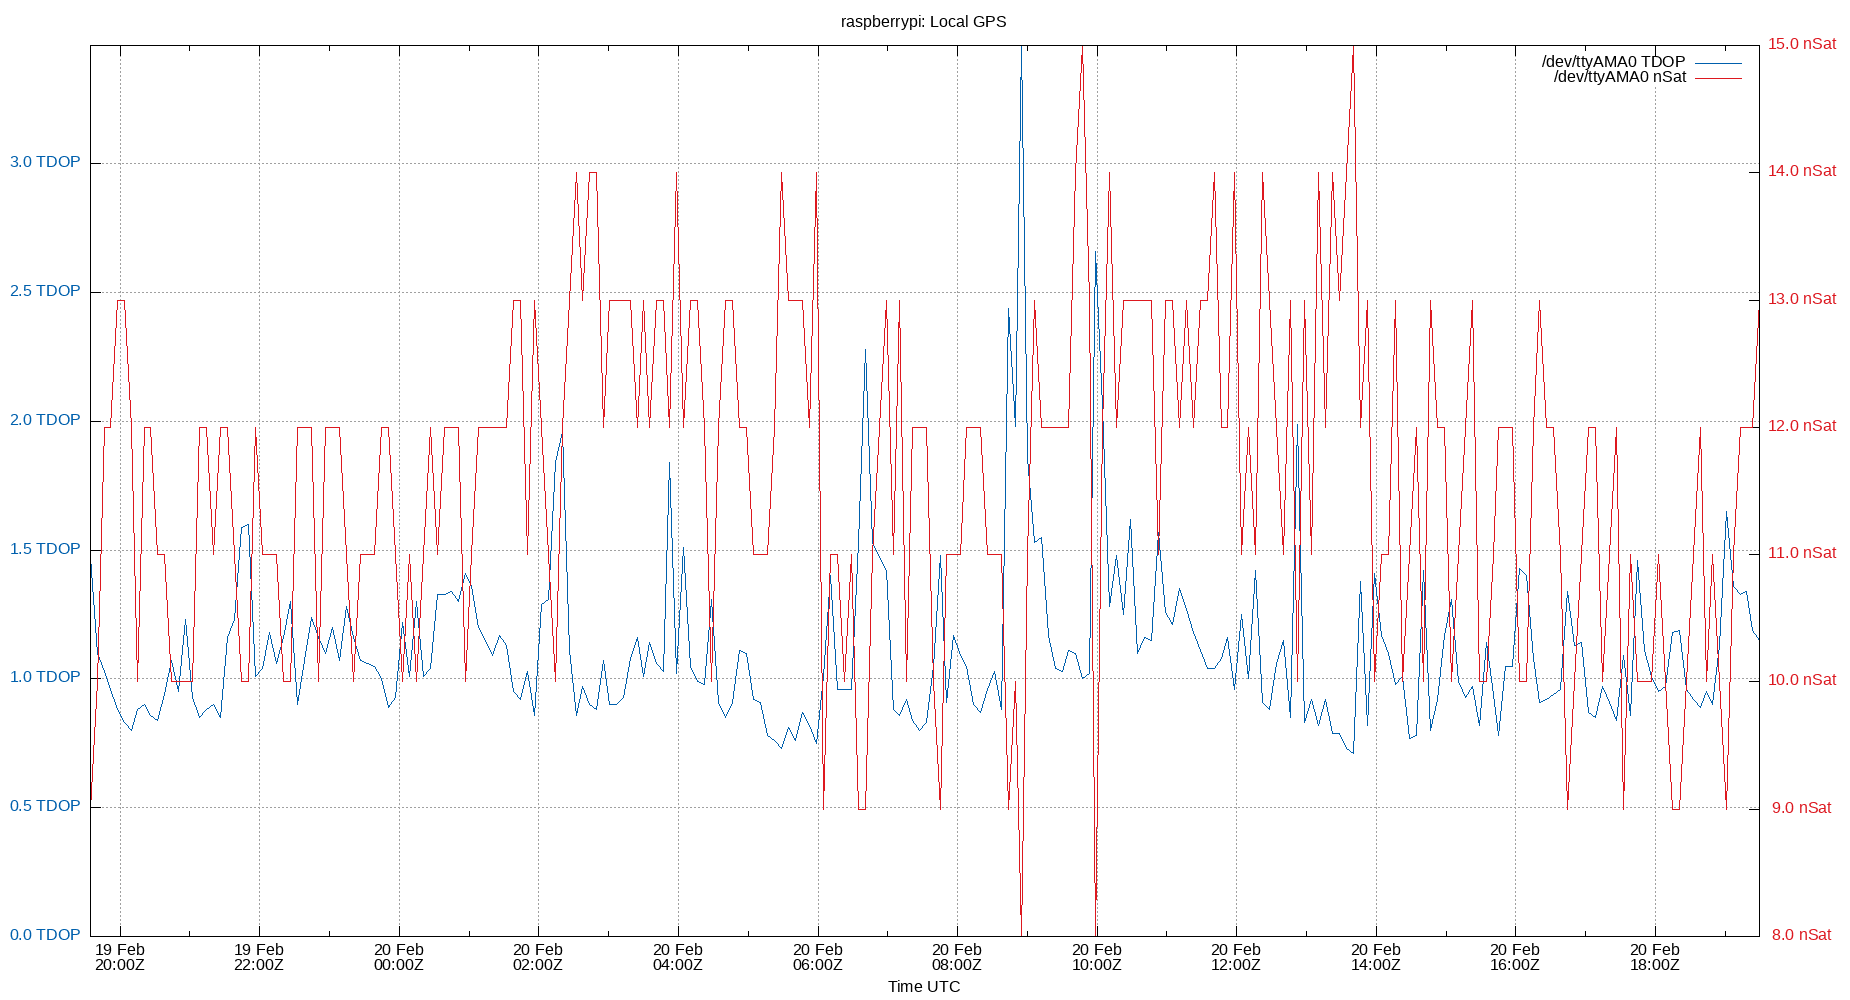 raspberrypi: Local GPS
/dev/ttyAMA0 TDOP
/dev/ttyAMA0 nSat
3.0 TDOP
2.5 TDOP
2.0 TDOP
1.5 TDOP
1.0 TDOP
0.5 TDOP
0.0 TDOP
15.0 nSat
14.0 nSat
13.0 nSat
12.0 nSat
11.0 nSat
10.0 nSat
9.0 nSat
8.0 nSat
19 Feb 19 Feb 20 Feb 20 Feb 20 Feb 20 Feb 20 Feb 20 Feb 20 Feb 20 Feb 20 Feb 20 Feb
20:00Z 22:00Z 00:00Z 02:00Z 04:00Z 06:00Z 08:00Z 10:00Z 12:00Z 14:00Z 16:00Z 18:00Z
Time UTC